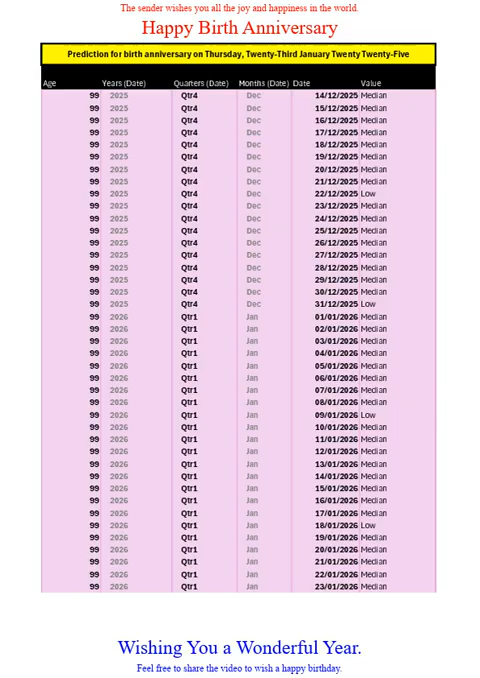 The sender wishes you all the joy and happiness in the world.
Happy Birth Anniversary
Prediction for birth anniversary on Thursday, Twenty-Third January Twenty Twenty-Five
Age Years (Date) Quarters (Date) Months (Date) Date Value
99 2025 Qtr4 Dec 14/12/2025 Median
99 2025 Qtr4 Dec 15/12/2025 Median
99 2025 Qtr4 Dec 16/12/2025 Median
99 2025 Qtr4 Dec 17/12/2025 Median
99 2025 Qtr4 Dec 18/12/2025 Median
99 2025 Qtr4 Dec 19/12/2025 Median
99 2025 Qtr4 Dec 20/12/2025 Median
99 2025 Qtr4 Dec 21/12/2025 Median
99 2025 Qtr4 Dec 22/12/2025 Low
99 2025 Qtr4 Dec 23/12/2025 Median
99 2025 Qtr4 Dec 24/12/2025 Median
99 2025 Qtr4 Dec 25/12/2025 Median
99 2025 Qtr4 Dec 26/12/2025 Median
99 2025 Qtr4 Dec 27/12/2025 Median
99 2025 Qtr4 Dec 28/12/2025 Median
99 2025 Qtr4 Dec 29/12/2025 Median
99 2025 Qtr4 Dec 30/12/2025 Median
99 2025 Qtr4 Dec 31/12/2025 Low
99 2026 Qtr1 Jan 01/01/2026 Median
99 2026 Qtr1 Jan 02/01/2026 Median
99 2026 Qtr1 Jan 03/01/2026 Median
99 2026 Qtr1 Jan 04/01/2026 Median
99 2026 Qtr1 Jan 05/01/2026 Median
99 2026 Qtr1 Jan 06/01/2026 Median
99 2026 Qtr1 Jan 07/01/2026 Median
99 2026 Qtr1 Jan 08/01/2026 Median
99 2026 Qtr1 Jan 09/01/2026 Low
99 2026 Qtr1 Jan 10/01/2026 Median
99 2026 Qtr1 Jan 11/01/2026 Median
99 2026 Qtr1 Jan 12/01/2026 Median
99 2026 Qtr1 Jan 13/01/2026 Median
99 2026 Qtr1 Jan 14/01/2026 Median
99 2026 Qtr1 Jan 15/01/2026 Median
99 2026 Qtr1 Jan 16/01/2026 Median
99 2026 Qtr1 Jan 17/01/2026 Median
99 2026 Qtr1 Jan 18/01/2026 Low
99 2026 Qtr1 Jan 19/01/2026 Median
99 2026 Qtr1 Jan 20/01/2026 Median
99 2026 Qtr1 Jan 21/01/2026 Median
99 2026 Qtr1 Jan 22/01/2026 Median
99 2026 Qtr1 Jan 23/01/2026 Median
Wishing You a Wonderful Year.
Feel free to share the video to wish a happy birthday.